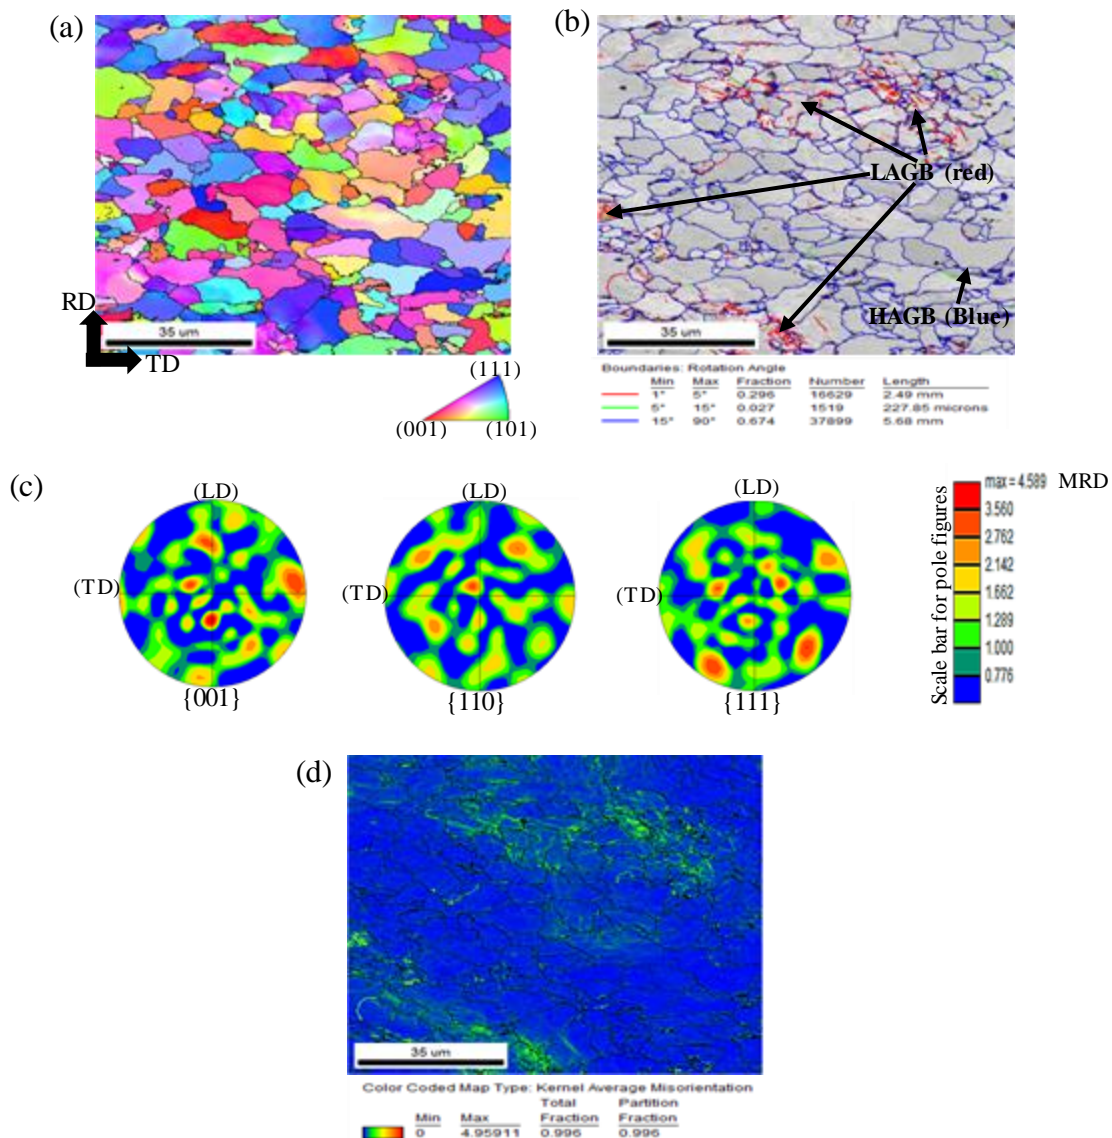 (a)
RD
TD
35 um
(111)
(001) (101)
(b)
LAGB (red)
HAGB (Blue)
35 um
Boundaries: Rotation Angle
Min Max Fraction Number Length
1° 5° 0.296 16629 2.49 mm
5° 15° 0.027 1519 227.85 microns
15° 90° 0.674 37899 5.68 mm
(c)
(LD) (LD) (LD)
(TD) (TD) (TD)
{001} {110} {111}
Scale bar for pole figures
max = 4.589 MRD
3.560
2.762
2.142
1.662
1.289
1.000
0.776
(d)
35 um
Color Coded Map Type: Kernel Average Misorientation
Total Partition
Min Max Fraction Fraction
0 4.95911 0.996 0.996